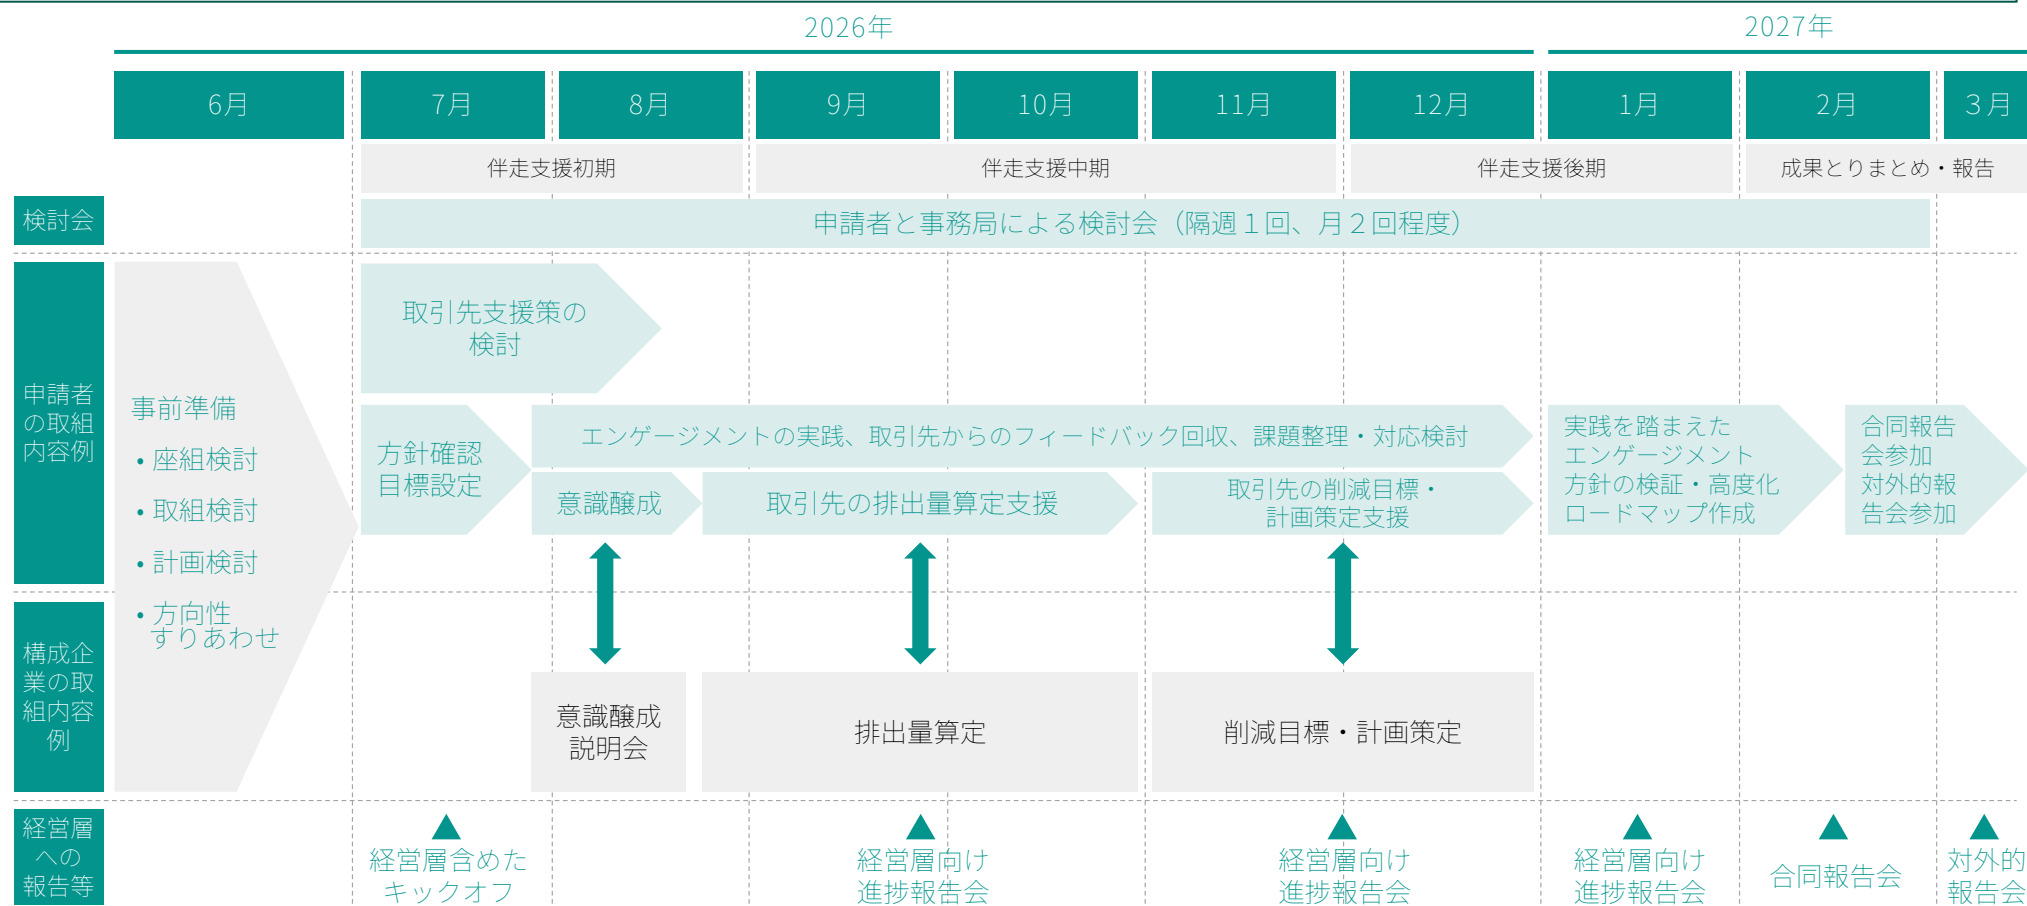 2026年
2027年
6月
7月
8月
9月
10月
11月
12月
1月
2月
３月
伴走支援初期
伴走支援中期
伴走支援後期
成果とりまとめ・報告
検討会
申請者と事務局による検討会（隔週１回、月２回程度）
申請者
の取組
内容例
事前準備
・座組検討
・取組検討
・計画検討
・方向性
すりあわせ
取引先支援策の
検討
方針確認
目標設定
エンゲージメントの実践、取引先からのフィードバック回収、課題整理・対応検討
意識醸成
取引先の排出量算定支援
取引先の削減目標・
計画策定支援
実践を踏まえた
エンゲージメント
方針の検証・高度化
ロードマップ作成
合同報告
会参加
対外的報
告会参加
構成企
業の取
組内容
例
意識醸成
説明会
排出量算定
削減目標・計画策定
経営層
への
報告等
経営層含めた
キックオフ
経営層向け
進捗報告会
経営層向け
進捗報告会
経営層向け
進捗報告会
合同報告会
対外的
報告会